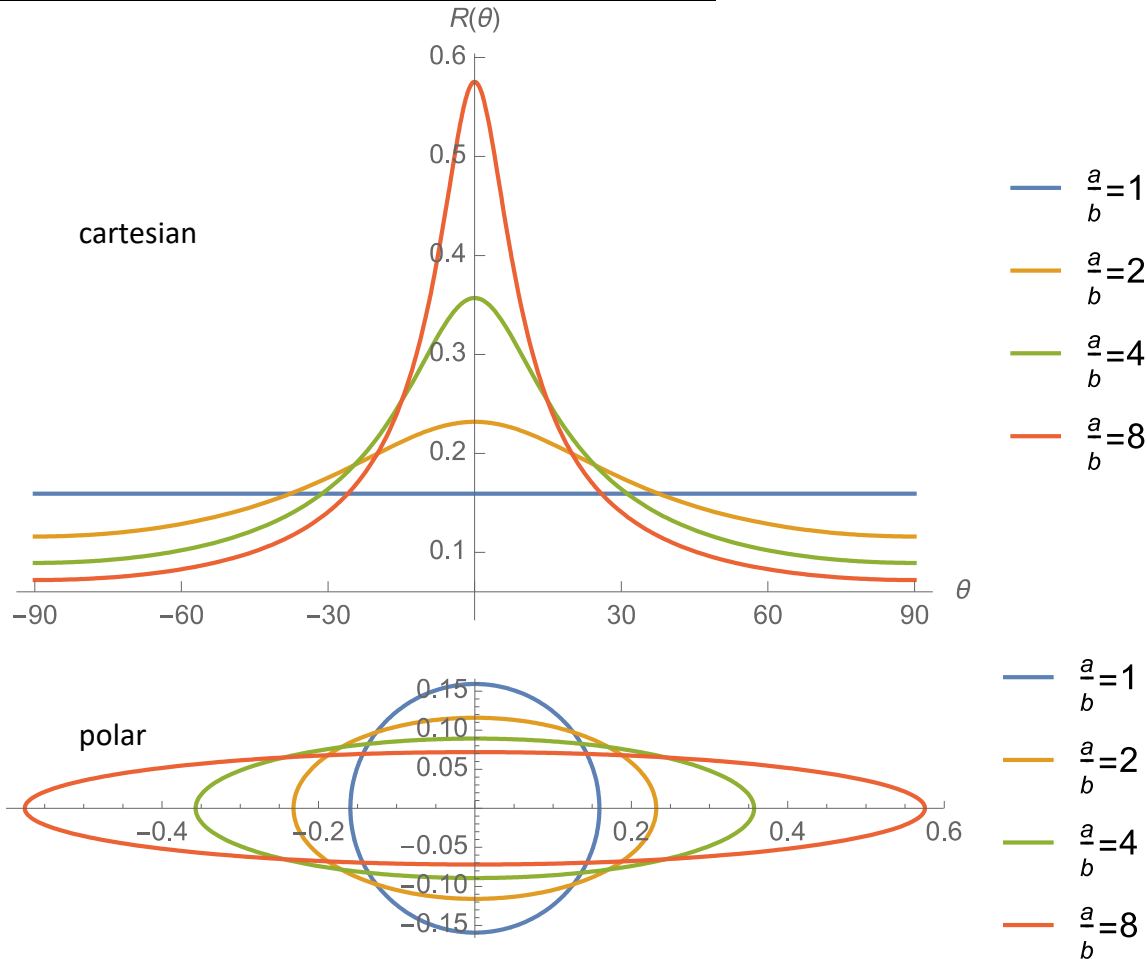 R(θ)
0.6
0.5
0.4
0.3
0.2
0.1
−90 −60 −30 30 60 90 θ
cartesian
a/b=1
a/b=2
a/b=4
a/b=8
polar
0.15
0.10
0.05
−0.4 −0.2 0.2 0.4 0.6
−0.05
−0.10
−0.15
a/b=1
a/b=2
a/b=4
a/b=8